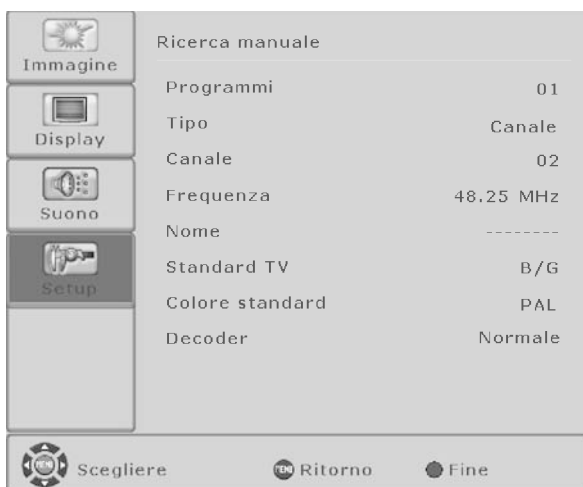 Immagine
Display
Suono
Setup
Ricerca manuale
Programmi 01
Tipo Canale
Canale 02
Frequenza 48.25 MHz
Nome --------
Standard TV B/G
Colore standard PAL
Decoder Normale
Scegliere Ritorno Fine